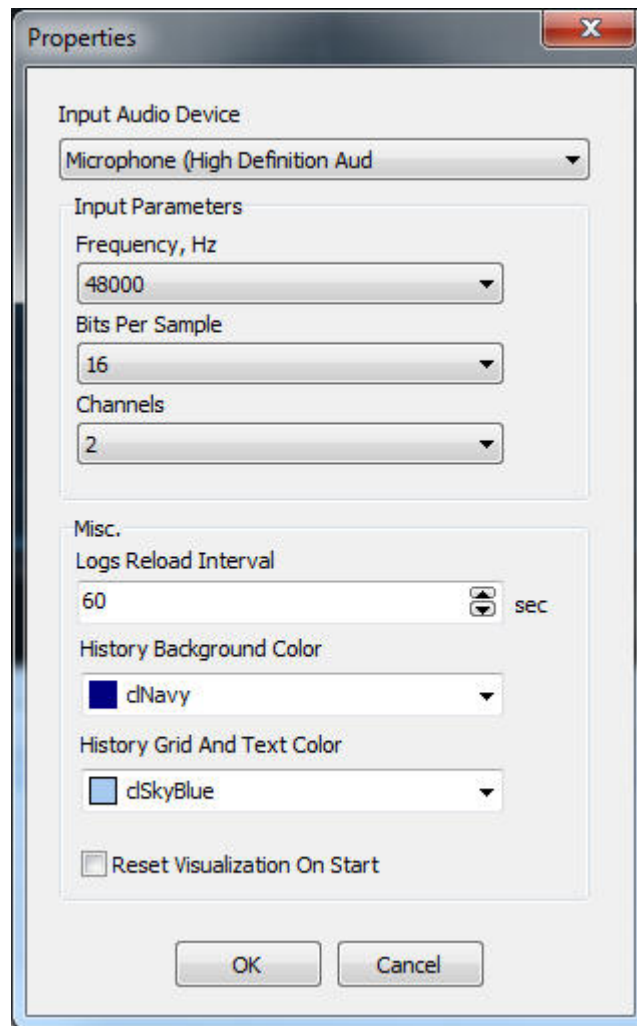 Properties
Input Audio Device
Microphone (High Definition Aud
Input Parameters
Frequency, Hz
48000
Bits Per Sample
16
Channels
2
Misc.
Logs Reload Interval
60 sec
History Background Color
clNavy
History Grid And Text Color
clSkyBlue
Reset Visualization On Start
OK Cancel